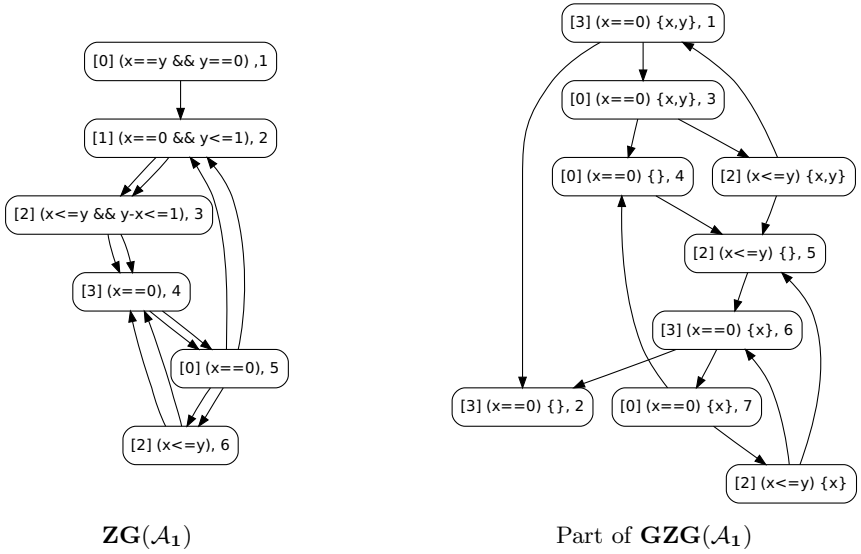 [0] (x==y && y==0) ,1
[1] (x==0 && y<=1), 2
[2] (x<=y && y-x<=1), 3
[3] (x==0), 4
[0] (x==0), 5
[2] (x<=y), 6
ZG(A₁)
[3] (x==0) {x,y}, 1
[0] (x==0) {x,y}, 3
[0] (x==0) {}, 4
[2] (x<=y) {x,y}
[2] (x<=y) {}, 5
[3] (x==0) {x}, 6
[3] (x==0) {}, 2
[0] (x==0) {x}, 7
[2] (x<=y) {x}
Part of GZG(A₁)